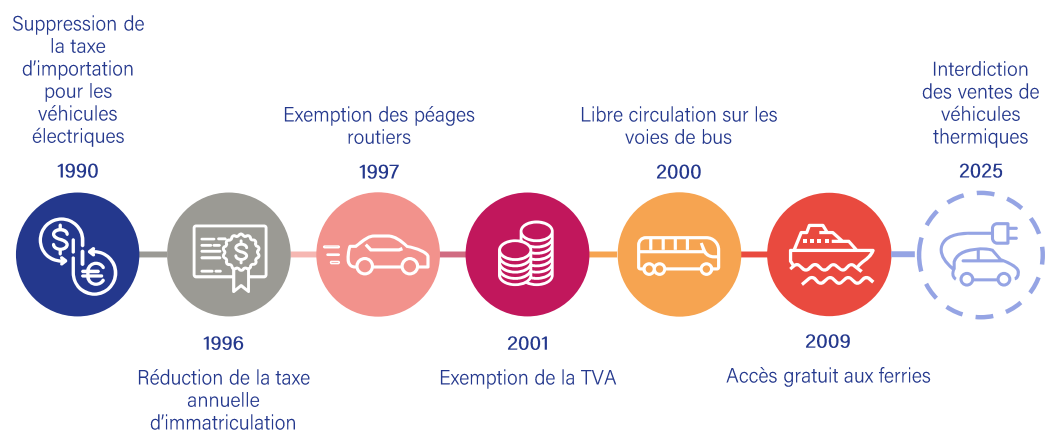 Suppression de
la taxe
d'importation
pour les
véhicules
électriques
1990
$
€
$
1996
Réduction de la taxe
annuelle
d'immatriculation
Exemption des péages
routiers
1997
2001
Exemption de la TVA
Libre circulation sur les
voies de bus
2000
2009
Accès gratuit aux ferries
Interdiction
des ventes de
véhicules
thermiques
2025